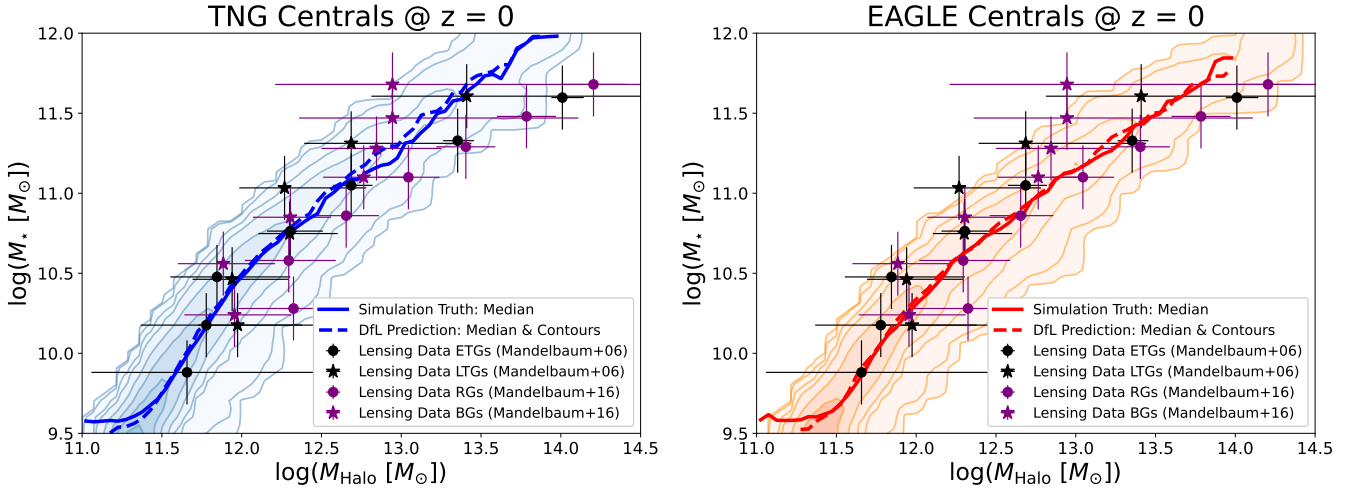 TNG Centrals @ z = 0
log(M⋆ [M⊙])
12.0
11.5
11.0
10.5
10.0
9.5
Simulation Truth: Median
DfL Prediction: Median & Contours
Lensing Data ETGs (Mandelbaum+06)
Lensing Data LTGs (Mandelbaum+06)
Lensing Data RGs (Mandelbaum+16)
Lensing Data BGs (Mandelbaum+16)
11.0 11.5 12.0 12.5 13.0 13.5 14.0 14.5
log(MHalo [M⊙])
EAGLE Centrals @ z = 0
log(M⋆ [M⊙])
12.0
11.5
11.0
10.5
10.0
9.5
Simulation Truth: Median
DfL Prediction: Median & Contours
Lensing Data ETGs (Mandelbaum+06)
Lensing Data LTGs (Mandelbaum+06)
Lensing Data RGs (Mandelbaum+16)
Lensing Data BGs (Mandelbaum+16)
11.0 11.5 12.0 12.5 13.0 13.5 14.0 14.5
log(MHalo [M⊙])